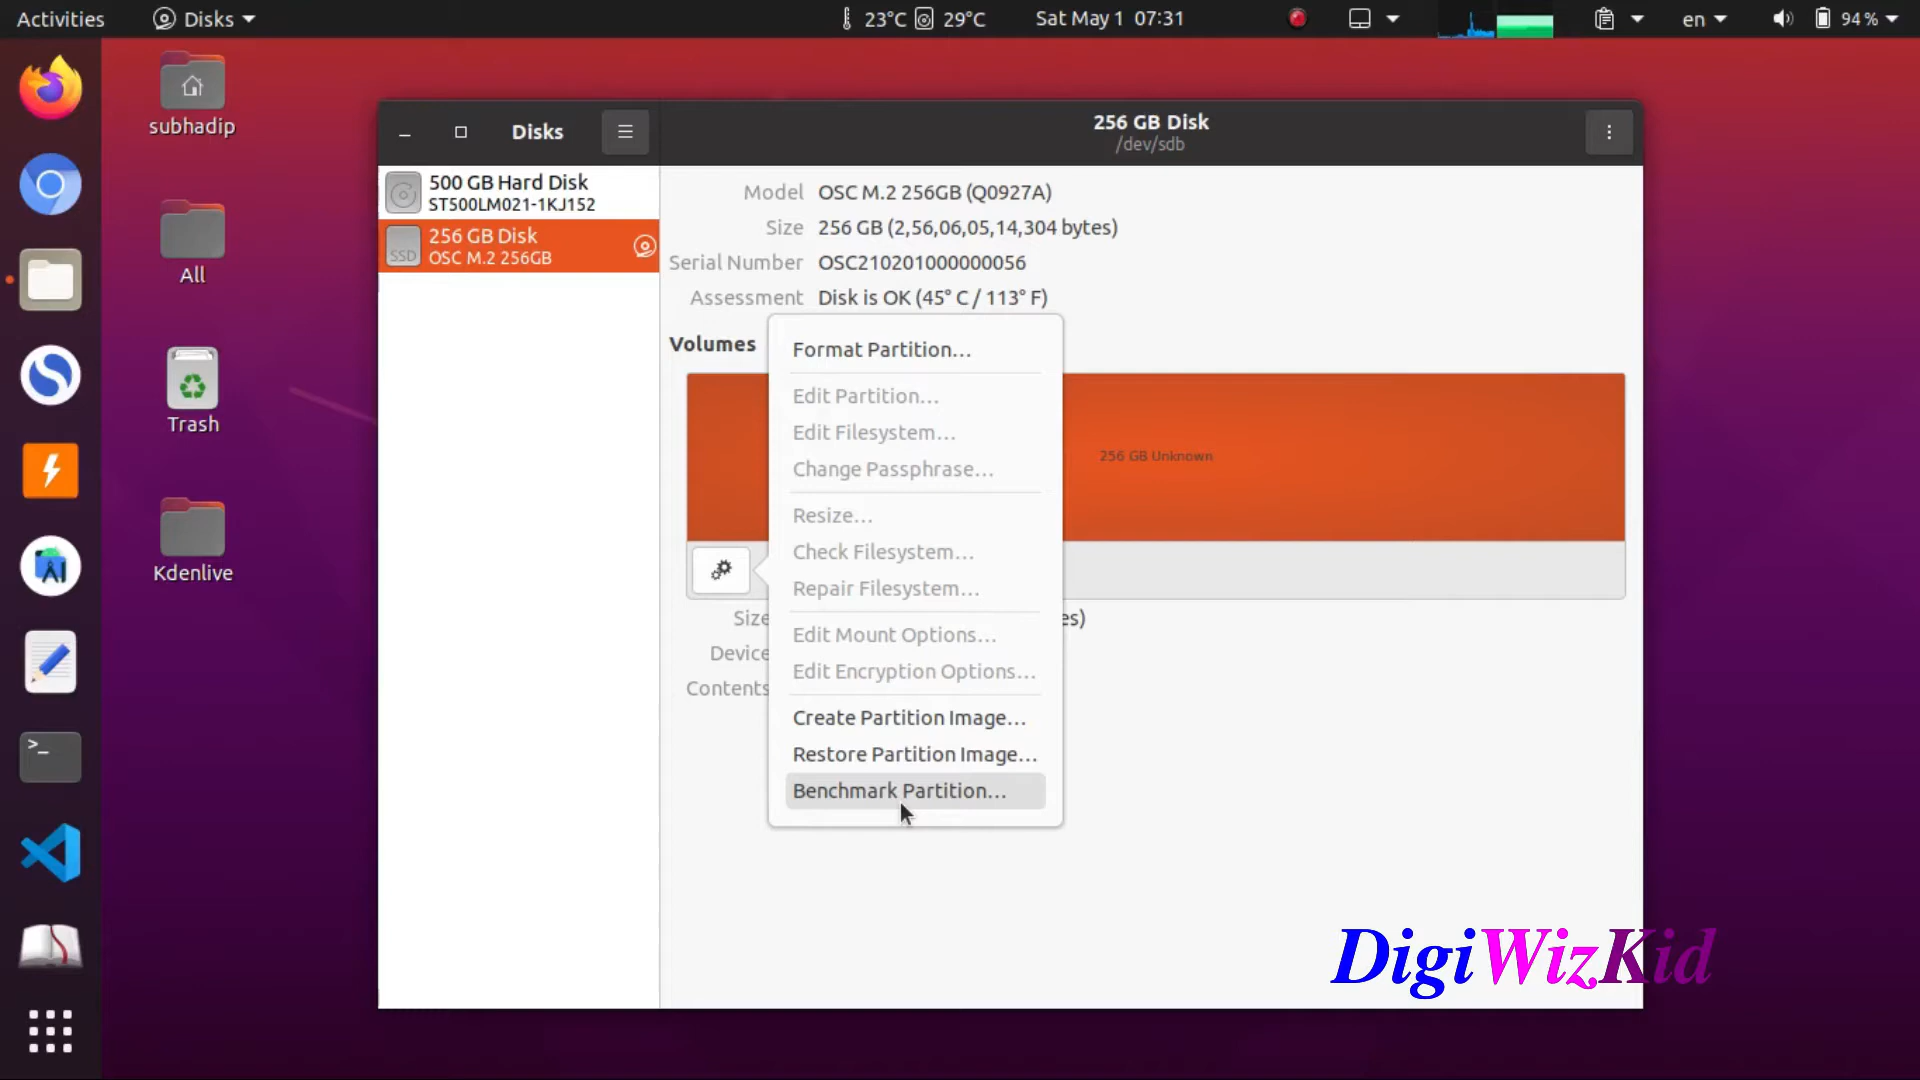 Activities
Disks
23°C
29°C
Sat May 1 07:31
en
94 %
subhadip
All
Trash
Kdenlive
Disks
256 GB Disk
/dev/sdb
500 GB Hard Disk
ST500LM021-1KJ152
SSD
256 GB Disk
OSC M.2 256GB
Model OSC M.2 256GB (Q0927A)
Size 256 GB (2,56,06,05,14,304 bytes)
Serial Number OSC210201000000056
Assessment Disk is OK (45° C / 113° F)
Volumes
256 GB Unknown
Format Partition…
Edit Partition…
Edit Filesystem…
Change Passphrase…
Resize…
Check Filesystem…
Repair Filesystem…
Edit Mount Options…
Edit Encryption Options…
Create Partition Image…
Restore Partition Image…
Benchmark Partition…
Size es)
Device
Contents
DigiWizKid